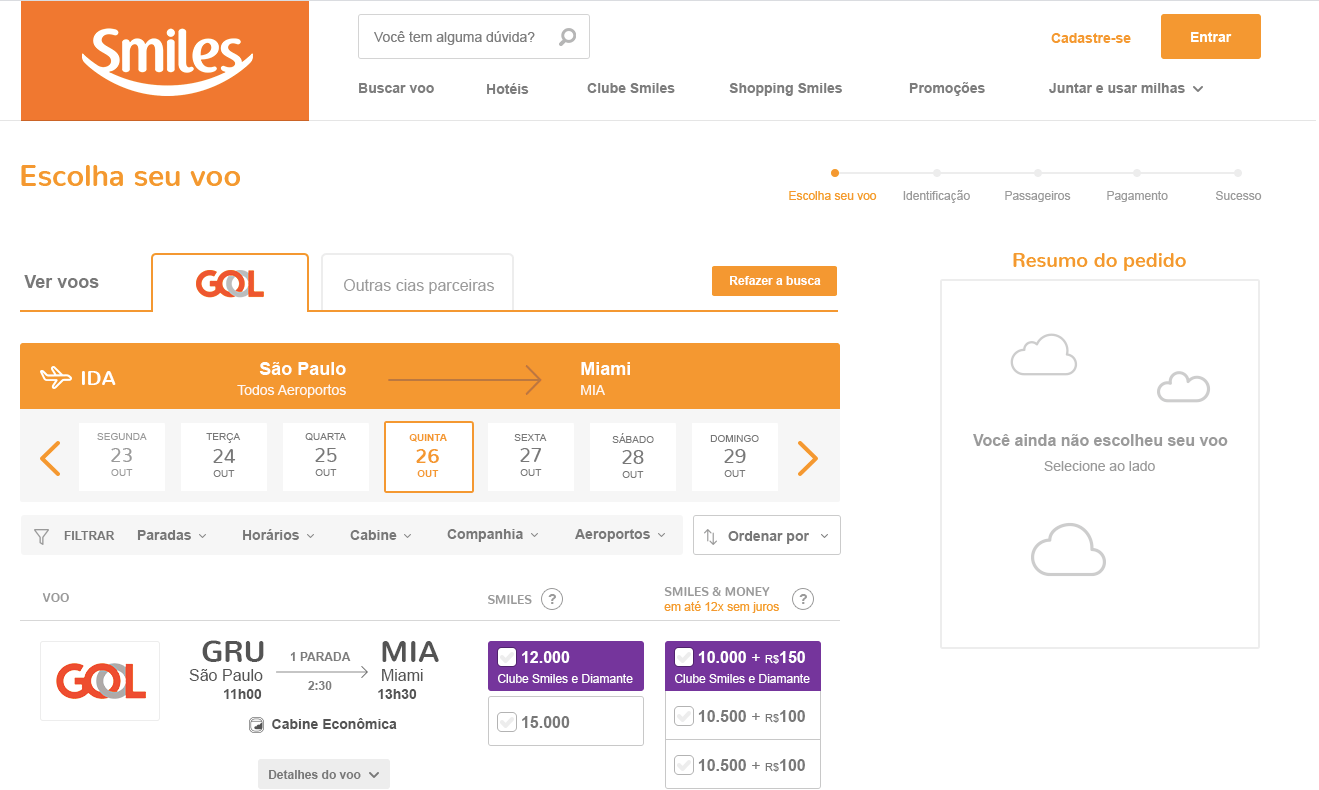 Smiles
Você tem alguma dúvida?
Cadastre-se
Entrar
Buscar voo
Hotéis
Clube Smiles
Shopping Smiles
Promoções
Juntar e usar milhas
Escolha seu voo
Escolha seu voo
Identificação
Passageiros
Pagamento
Sucesso
Ver voos
GOL
Outras cias parceiras
Refazer a busca
Resumo do pedido
IDA
São Paulo
Todos Aeroportos
Miami
MIA
SEGUNDA
23
OUT
TERÇA
24
OUT
QUARTA
25
OUT
QUINTA
26
OUT
SEXTA
27
OUT
SÁBADO
28
OUT
DOMINGO
29
OUT
Você ainda não escolheu seu voo
Selecione ao lado
FILTRAR
Paradas
Horários
Cabine
Companhia
Aeroportos
Ordenar por
VOO
SMILES ?
SMILES & MONEY
em até 12x sem juros
?
GOL
GRU
São Paulo
11h00
1 PARADA
2:30
MIA
Miami
13h30
Cabine Econômica
Detalhes do voo
12.000
Clube Smiles e Diamante
15.000
10.000 + R$150
Clube Smiles e Diamante
10.500 + R$100
10.500 + R$100